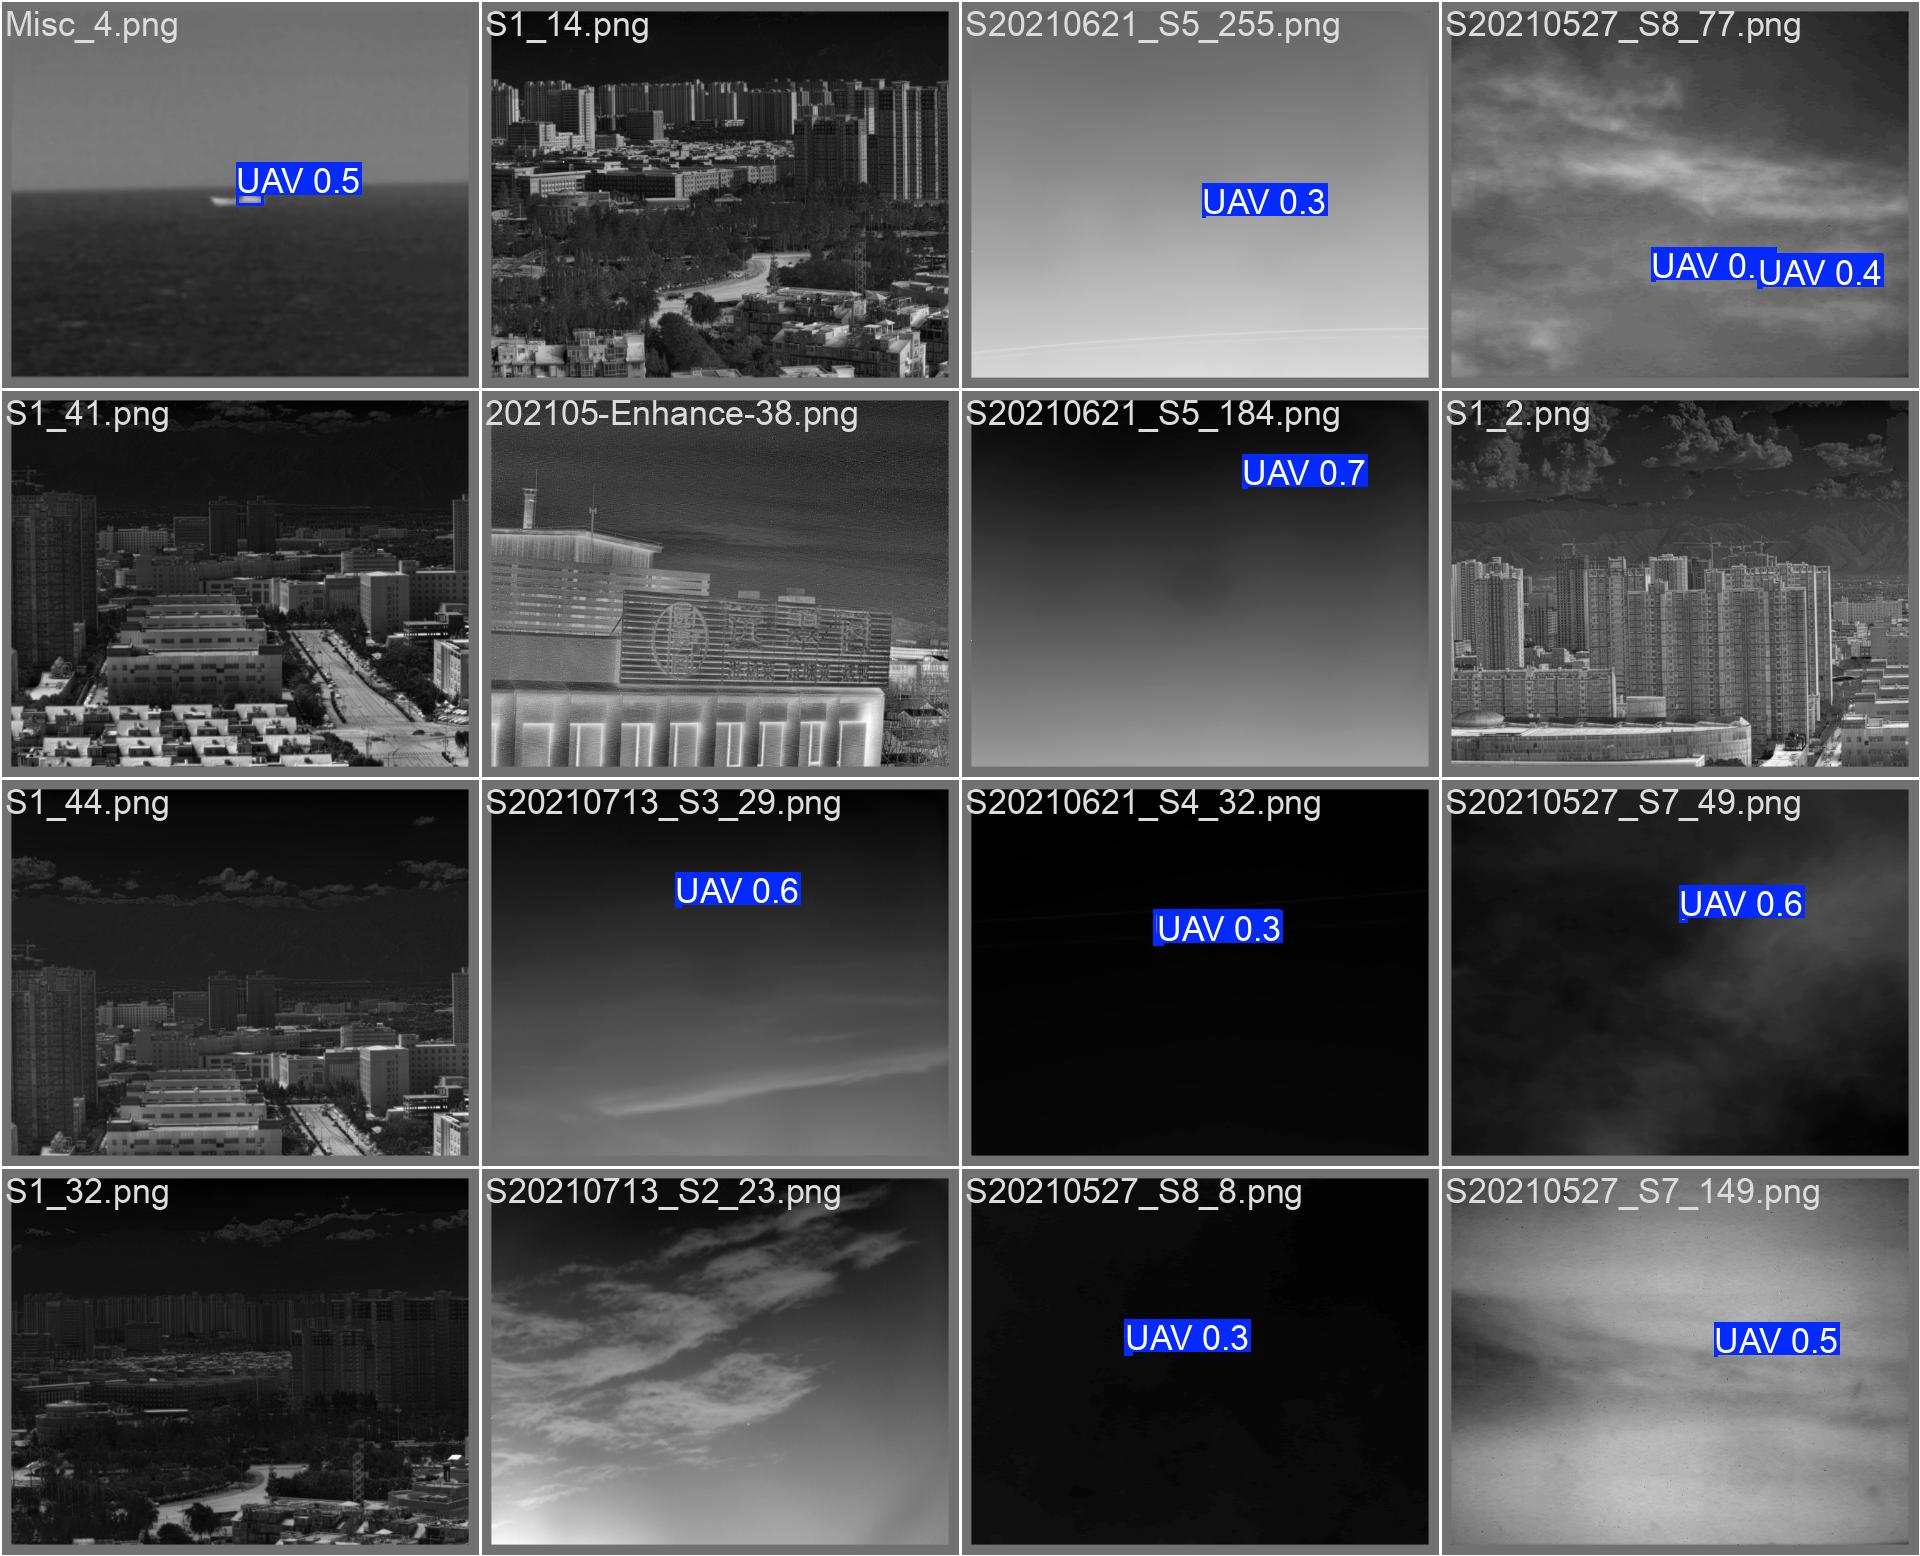 Misc_4.png
S1_14.png
S20210621_S5_255.png
S20210527_S8_77.png
UAV 0.5
UAV 0.3
UAV 0.
UAV 0.4
S1_41.png
202105-Enhance-38.png
S20210621_S5_184.png
S1_2.png
UAV 0.7
S1_44.png
S20210713_S3_29.png
S20210621_S4_32.png
S20210527_S7_49.png
UAV 0.6
UAV 0.3
UAV 0.6
S1_32.png
S20210713_S2_23.png
S20210527_S8_8.png
S20210527_S7_149.png
UAV 0.3
UAV 0.5